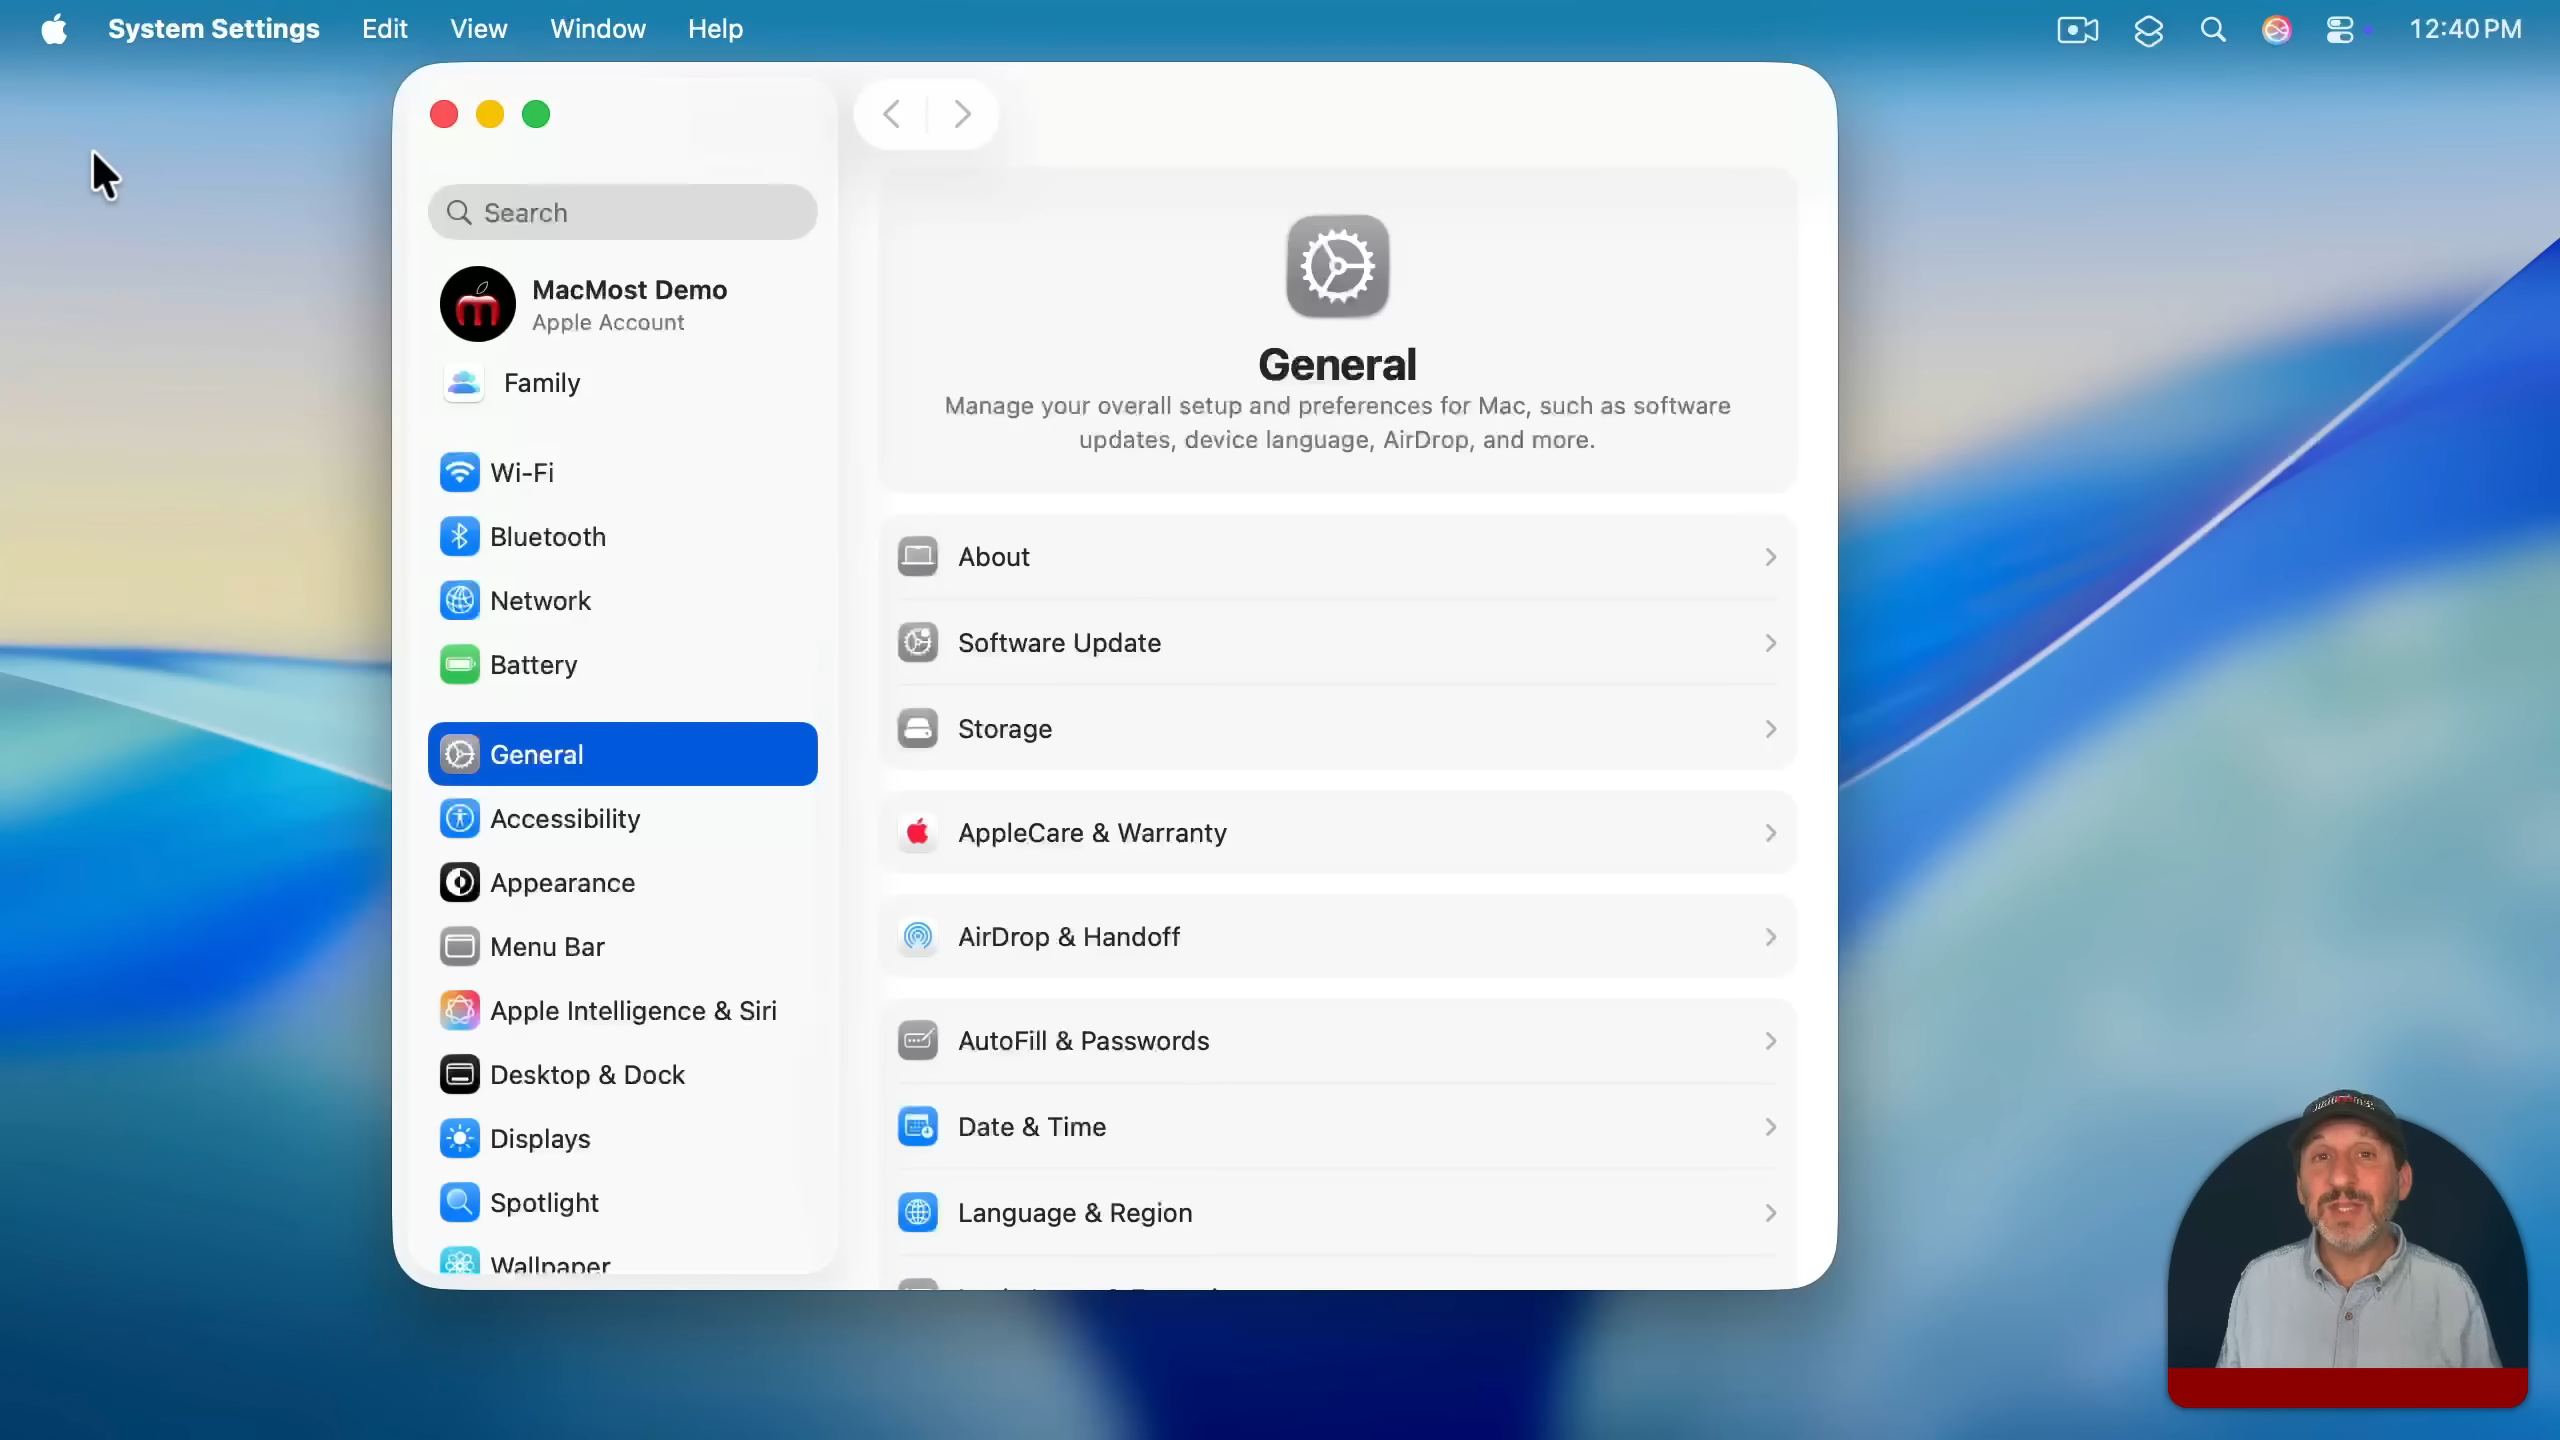 System Settings Edit View Window Help 12:40 PM
Search
MacMost Demo
Apple Account
Family
Wi-Fi
Bluetooth
Network
Battery
General
Accessibility
Appearance
Menu Bar
Apple Intelligence & Siri
Desktop & Dock
Displays
Spotlight
Wallpaper
General
Manage your overall setup and preferences for Mac, such as software
updates, device language, AirDrop, and more.
About
Software Update
Storage
AppleCare & Warranty
AirDrop & Handoff
AutoFill & Passwords
Date & Time
Language & Region